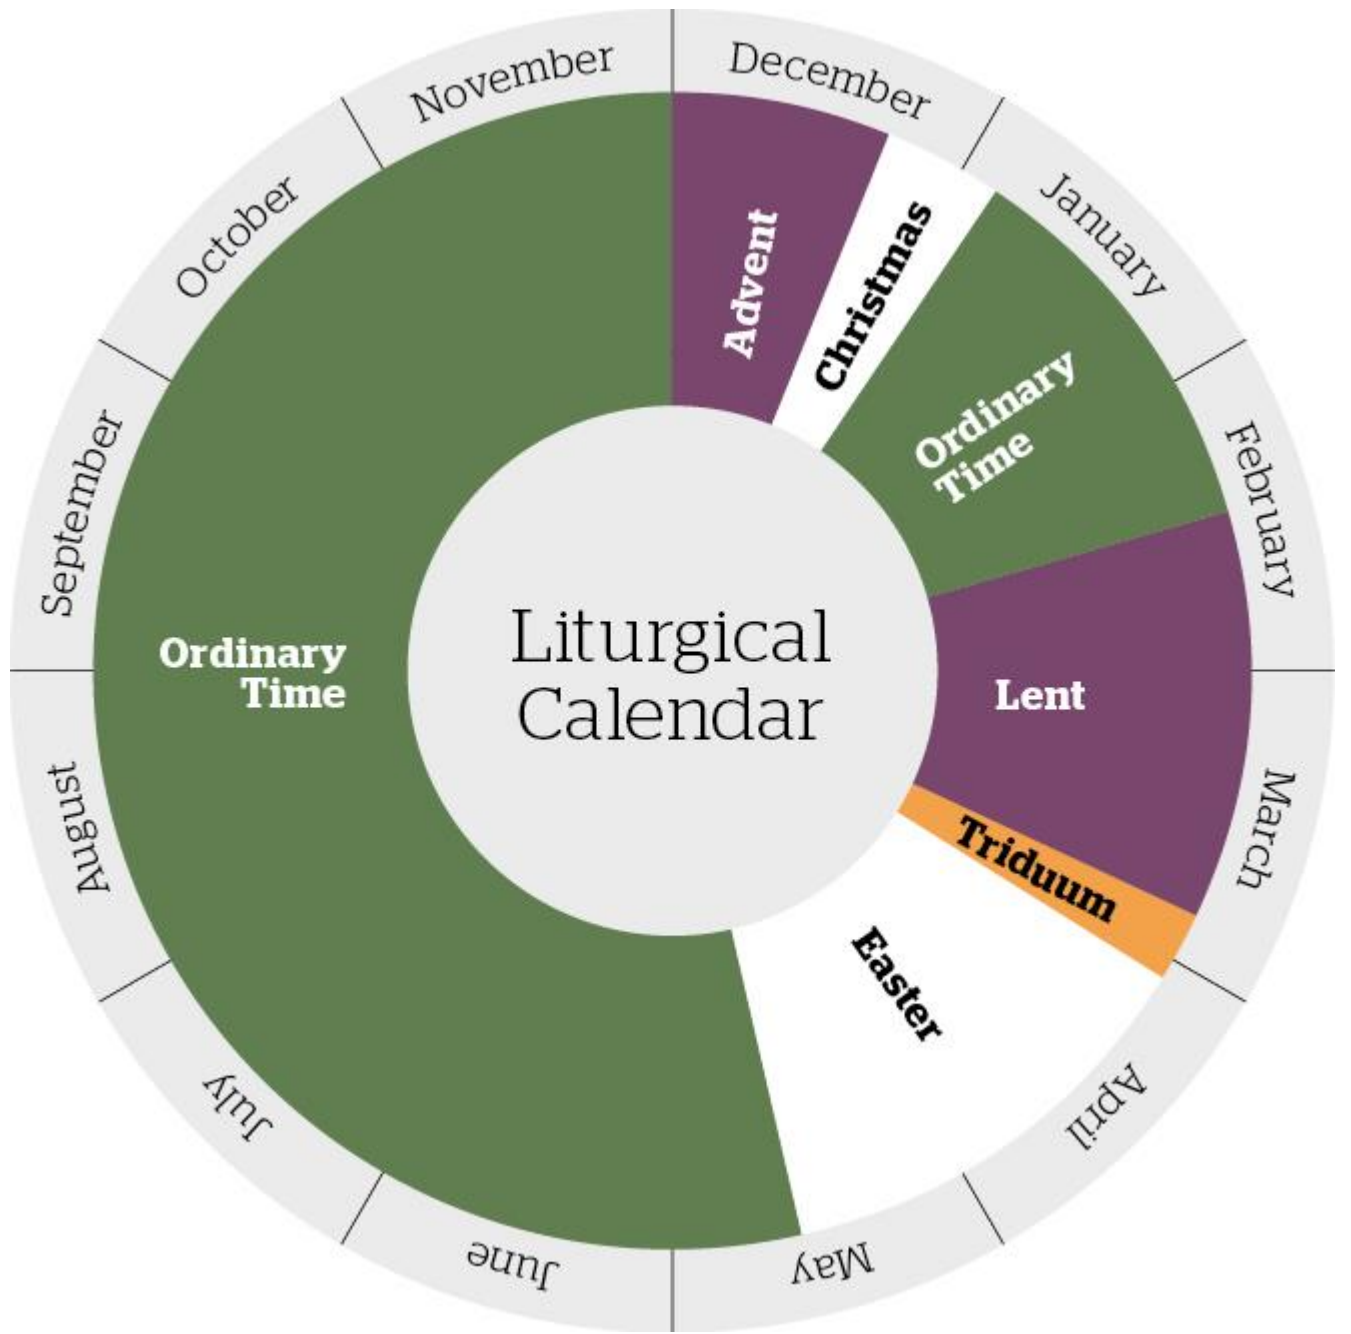 December
January
February
March
April
May
June
July
August
September
October
November
Advent
Christmas
Ordinary
Time
Lent
Triduum
Easter
Ordinary
Time
Liturgical
Calendar